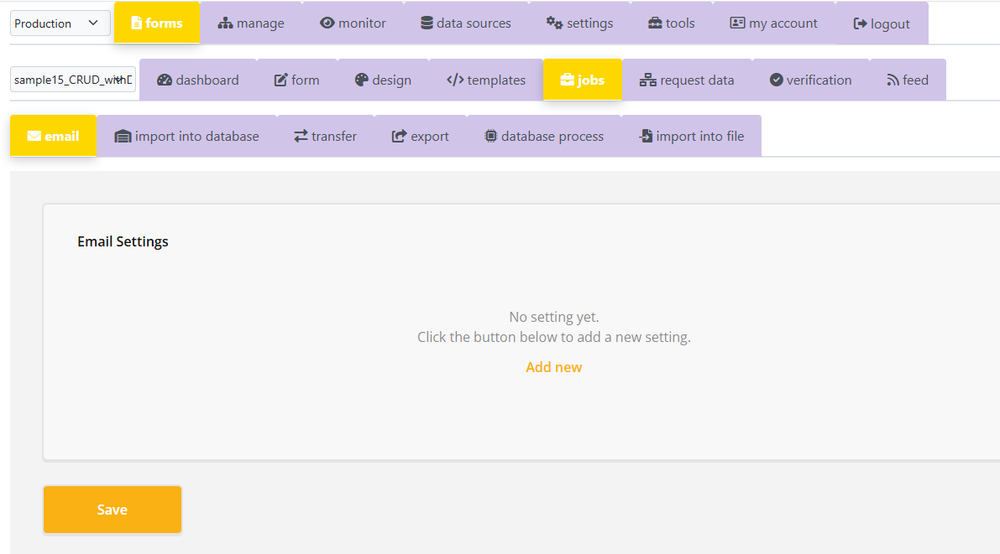 Production forms manage monitor data sources settings tools my account logout
sample15_CRUD_withD dashboard form design templates jobs request data verification feed
email import into database transfer export database process import into file
Email Settings
No setting yet.
Click the button below to add a new setting.
Add new
Save